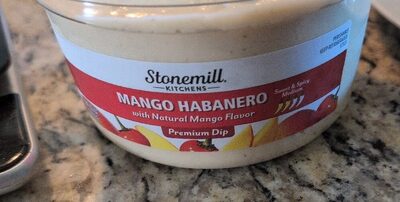 Stonemill
KITCHENS
MANGO HABANERO
with Natural Mango Flavor
Premium Dip
Sweet & Spicy
Medium